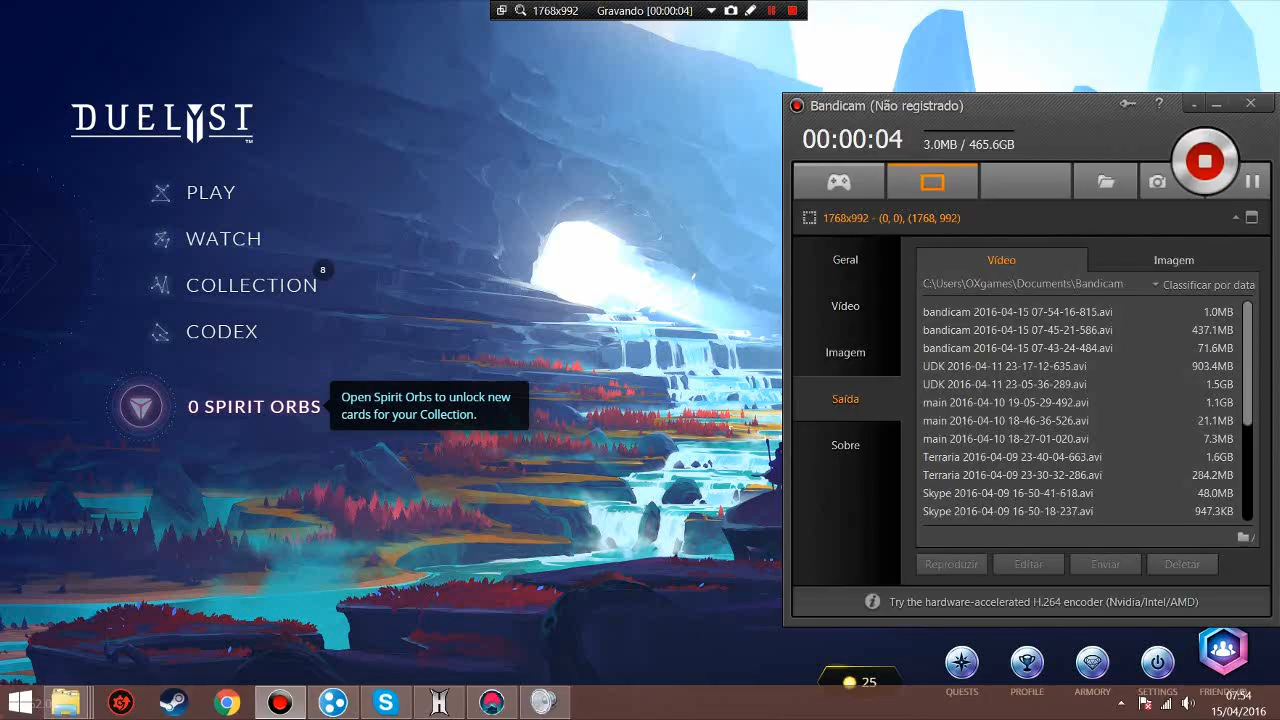 1768x992 Gravando [00:00:04]
DUELYST
TM
PLAY
WATCH
COLLECTION
8
CODEX
0 SPIRIT ORBS
Open Spirit Orbs to unlock new
cards for your Collection.
Bandicam (Não registrado)
00:00:04
3.0MB / 465.6GB
1768x992 - (0, 0), (1768, 992)
Geral
Vídeo
Imagem
Saída
Sobre
Vídeo Imagem
C:\Users\OXgames\Documents\Bandicam Classificar por data
bandicam 2016-04-15 07-54-16-815.avi 1.0MB
bandicam 2016-04-15 07-45-21-586.avi 437.1MB
bandicam 2016-04-15 07-43-24-484.avi 71.6MB
UDK 2016-04-11 23-17-12-635.avi 903.4MB
UDK 2016-04-11 23-05-36-289.avi 1.5GB
main 2016-04-10 19-05-29-492.avi 1.1GB
main 2016-04-10 18-46-36-526.avi 21.1MB
main 2016-04-10 18-27-01-020.avi 7.3MB
Terraria 2016-04-09 23-40-04-663.avi 1.6GB
Terraria 2016-04-09 23-30-32-286.avi 284.2MB
Skype 2016-04-09 16-50-41-618.avi 48.0MB
Skype 2016-04-09 16-50-18-237.avi 947.3KB
Reproduzir Editar Enviar Deletar
Try the hardware-accelerated H.264 encoder (Nvidia/Intel/AMD)
25
QUESTS PROFILE ARMORY SETTINGS
07:54
15/04/2016